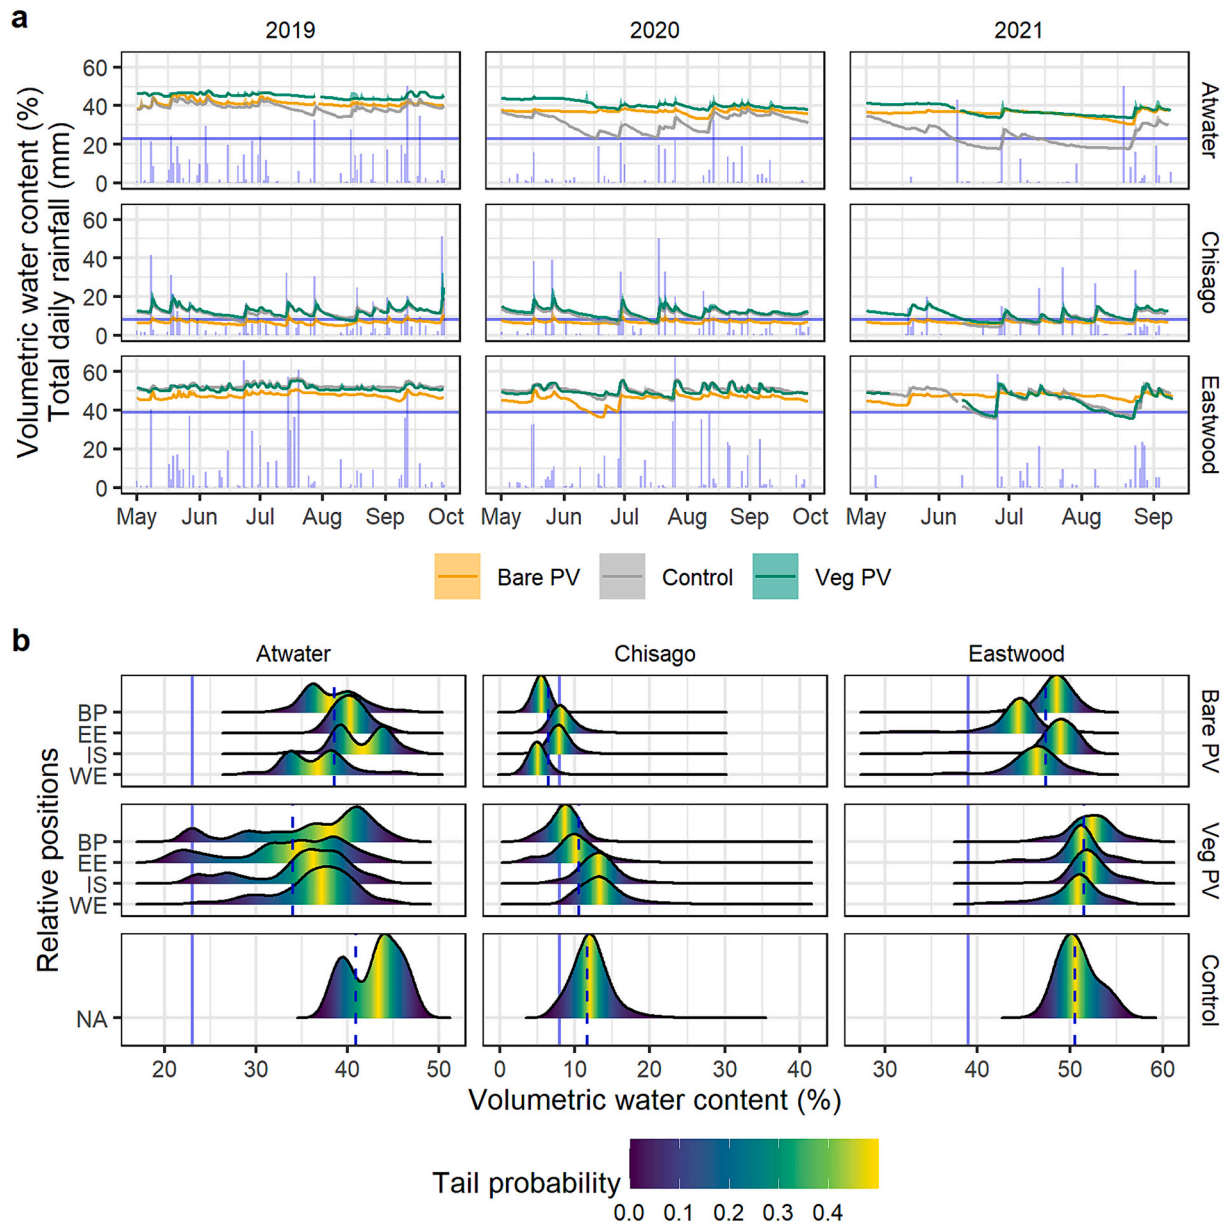 a
2019 2020 2021
Volumetric water content (%)
Total daily rainfall (mm)
60
40
20
0
Atwater
60
40
20
0
Chisago
60
40
20
0
Eastwood
May Jun Jul Aug Sep Oct May Jun Jul Aug Sep Oct May Jun Jul Aug Sep
Bare PV Control Veg PV
b
Atwater Chisago Eastwood
Relative positions
BP
EE
IS
WE
Bare PV
BP
EE
IS
WE
Veg PV
NA
Control
20 30 40 50 0 10 20 30 40 30 40 50 60
Volumetric water content (%)
Tail probability
0.0 0.1 0.2 0.3 0.4